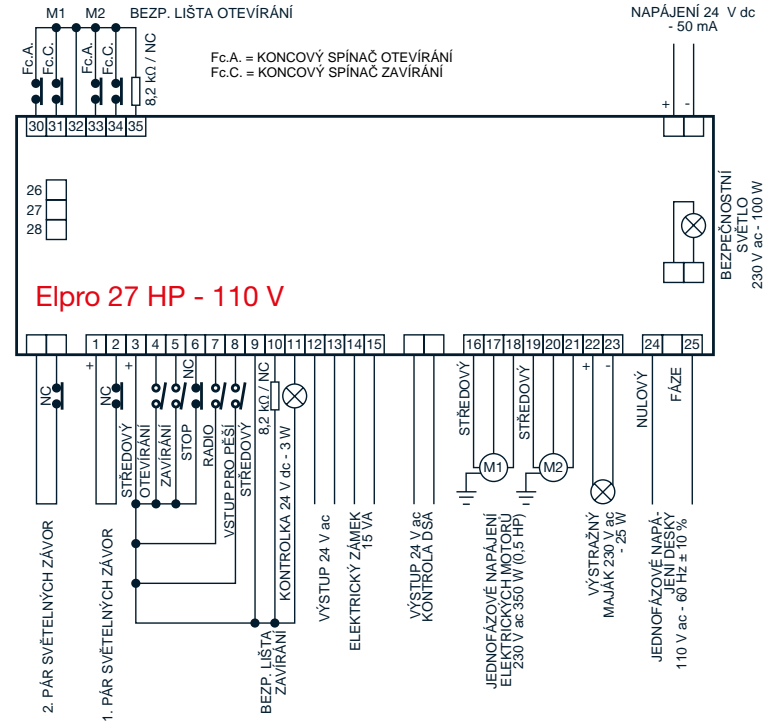 M1 M2 BEZP. LIŠTA OTEVÍRÁNÍ
NAPÁJENÍ 24 V dc
- 50 mA
Fc.A.
Fc.C.
Fc.A.
Fc.C.
8,2 kΩ / NC
Fc.A. = KONCOVÝ SPÍNAČ OTEVÍRÁNÍ
Fc.C. = KONCOVÝ SPÍNAČ ZAVÍRÁNÍ
+ -
30 31 32 33 34 35
26
27
28
BEZPEČNOSTNÍ
SVĚTLO
230 V ac - 100 W
Elpro 27 HP - 110 V
1 2 3 4 5 6 7 8 9 10 11 12 13 14 15
16 17 18 19 20 21 22 23 24 25
+ + + -
NC
NC
STŘEDOVÝ
OTEVÍRÁNÍ
ZAVÍRÁNÍ
STOP
NC
RADIO
VSTUP PRO PĚŠÍ
STŘEDOVÝ
8,2 kΩ / NC
KONTROLKA 24 V dc - 3 W
2. PÁR SVĚTELNÝCH ZÁVOR
1. PÁR SVĚTELNÝCH ZÁVOR
BEZP. LIŠTA
ZAVÍRÁNÍ
VÝSTUP 24 V ac
ELEKTRICKÝ ZÁMEK
15 VA
VÝSTUP 24 V ac
KONTROLA DSA
STŘEDOVÝ
STŘEDOVÝ
M1
M2
JEDNOFÁZOVÉ NAPÁJENÍ
ELEKTRICKÝCH MOTORŮ
230 V ac 350 W (0,5 HP)
VÝSTRAŽNÝ
MAJÁK 230 V ac
- 25 W
NULOVÝ
FÁZE
JEDNOFÁZOVÉ NAPÁ-
JENÍ DESKY
110 V ac - 60 Hz ± 10 %